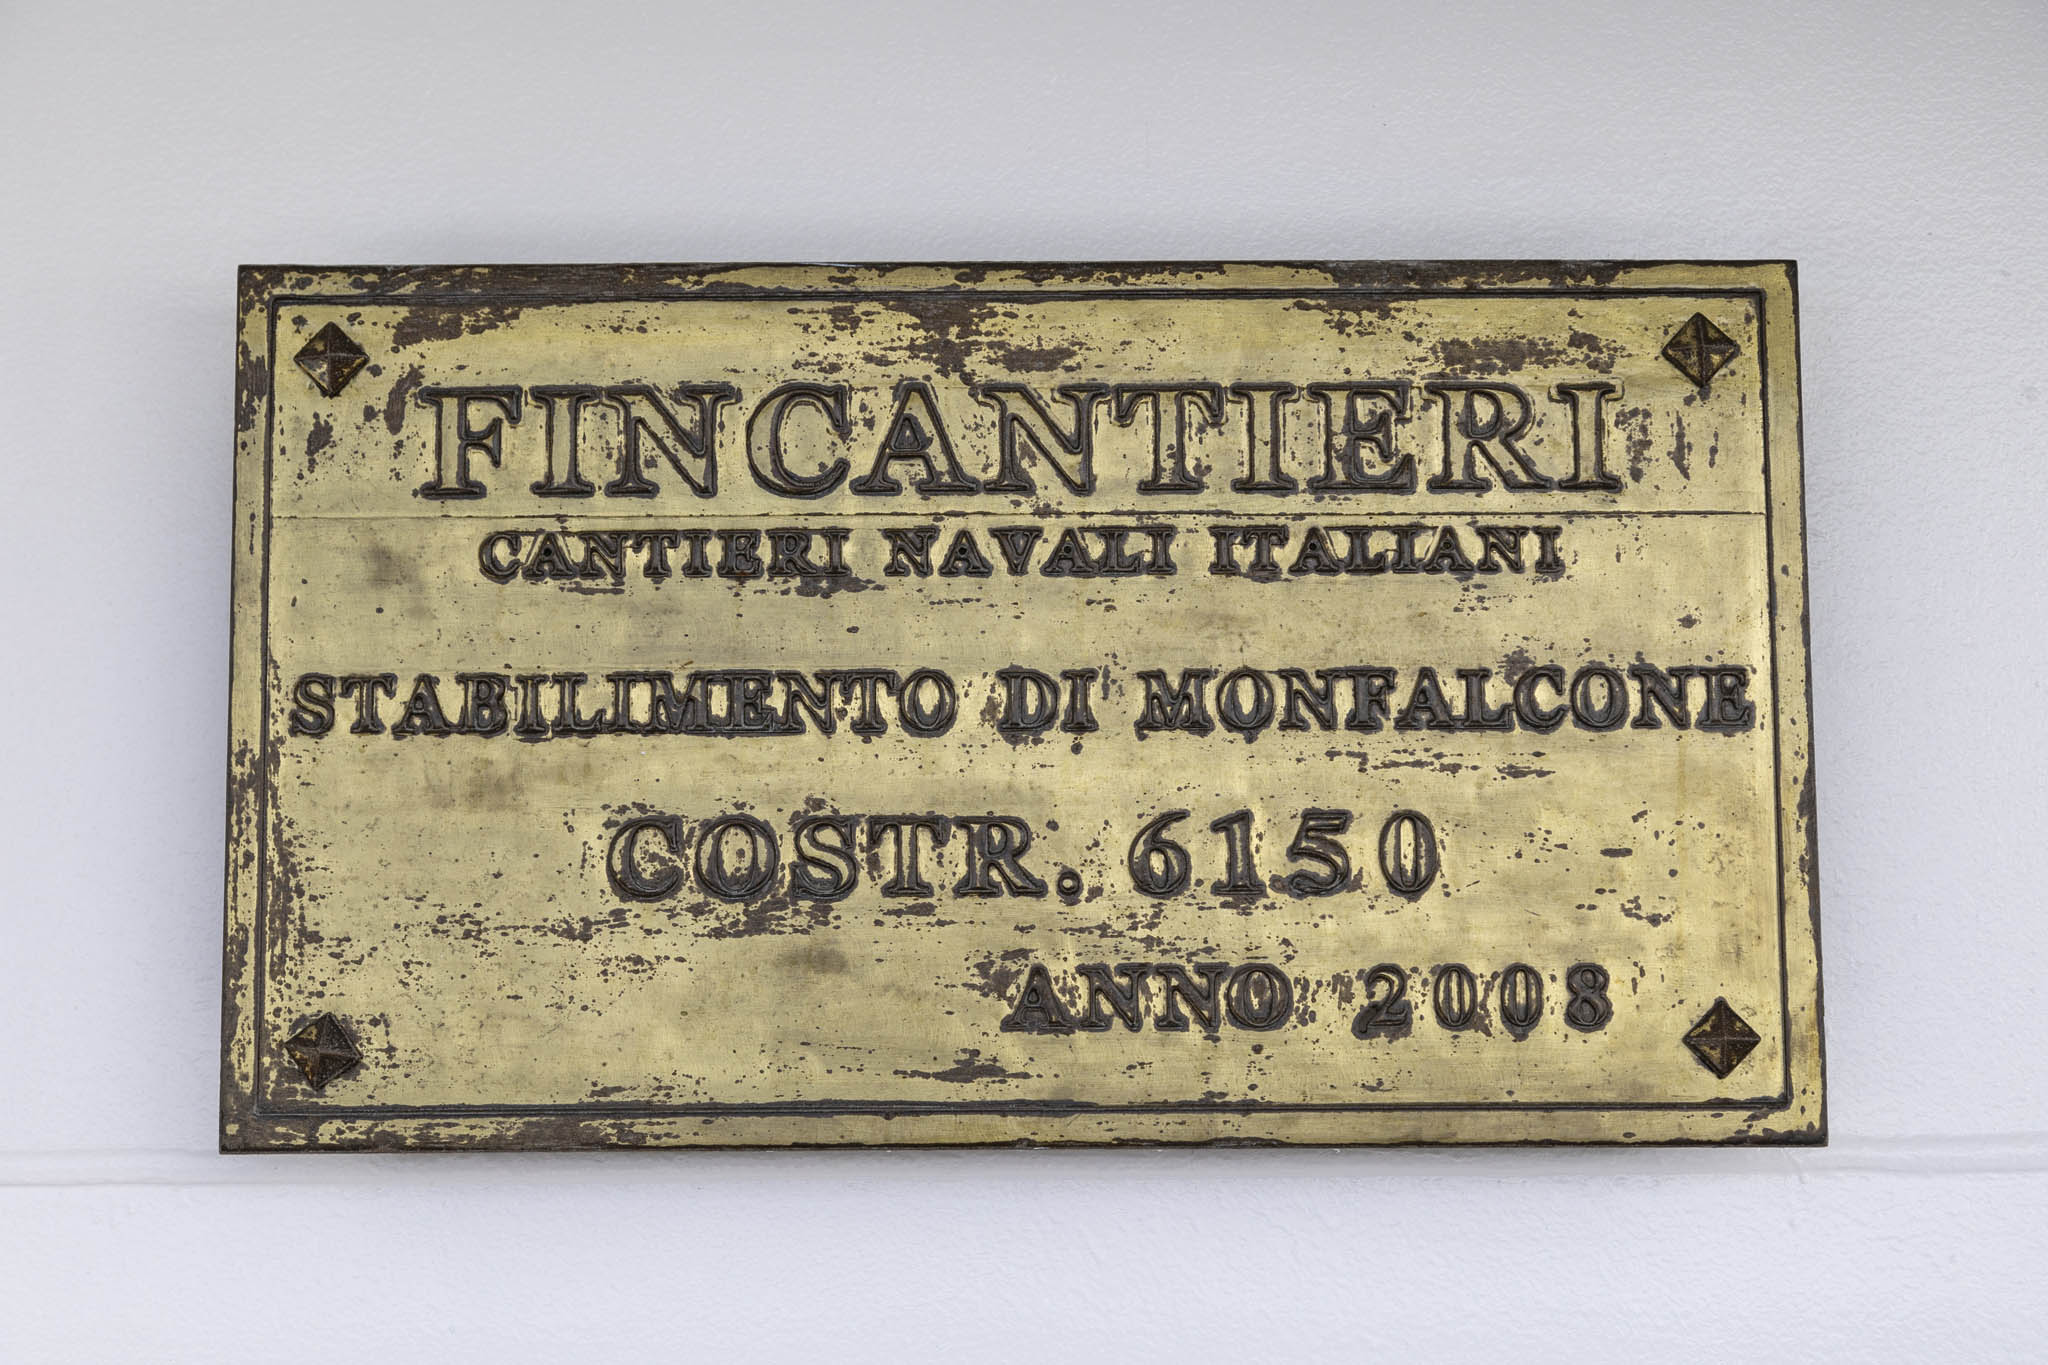 FINCANTIERI
CANTIERI NAVALI ITALIANI
STABILIMENTO DI MONFALCONE
COSTR. 6150
ANNO 2008